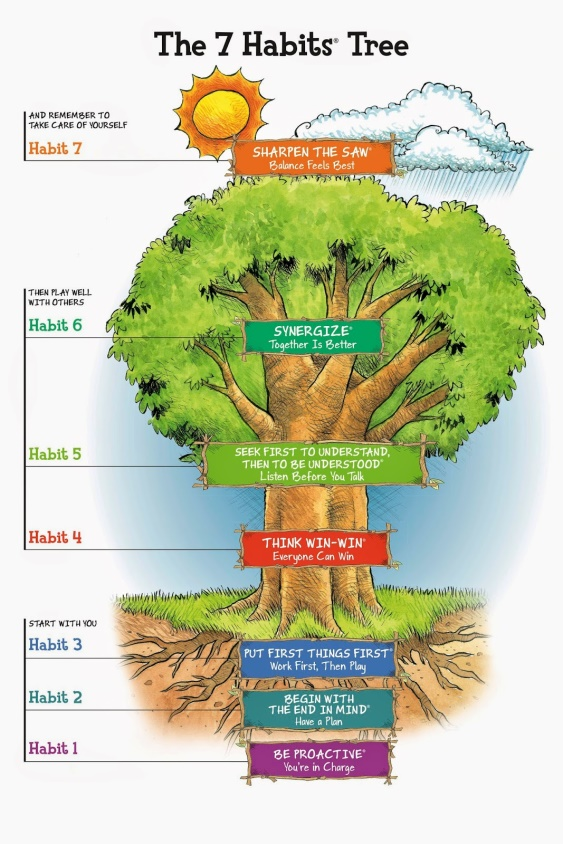 The 7 Habits® Tree
AND REMEMBER TO
TAKE CARE OF YOURSELF
Habit 7
SHARPEN THE SAW®
Balance Feels Best
THEN PLAY WELL
WITH OTHERS
Habit 6
SYNERGIZE®
Together Is Better
Habit 5
SEEK FIRST TO UNDERSTAND,
THEN TO BE UNDERSTOOD®
Listen Before You Talk
Habit 4
THINK WIN-WIN®
Everyone Can Win
START WITH YOU
Habit 3
PUT FIRST THINGS FIRST®
Work First, Then Play
Habit 2
BEGIN WITH
THE END IN MIND®
Have a Plan
Habit 1
BE PROACTIVE®
You're in Charge